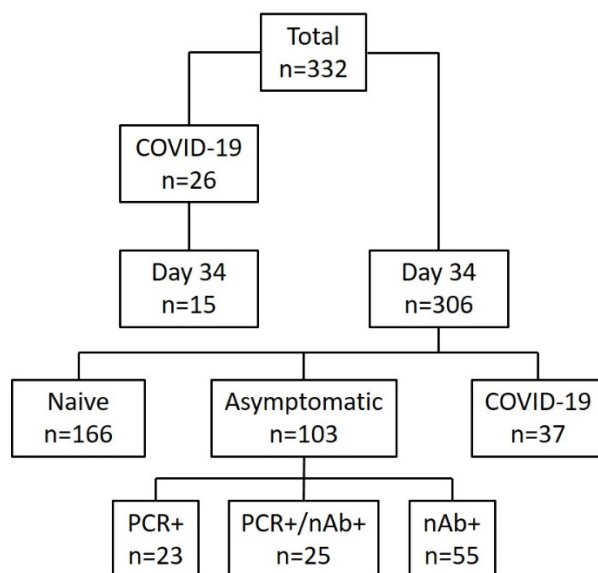 Total
n=332
COVID-19
n=26
Day 34
n=15
Day 34
n=306
Naive
n=166
Asymptomatic
n=103
COVID-19
n=37
PCR+
n=23
PCR+/nAb+
n=25
nAb+
n=55